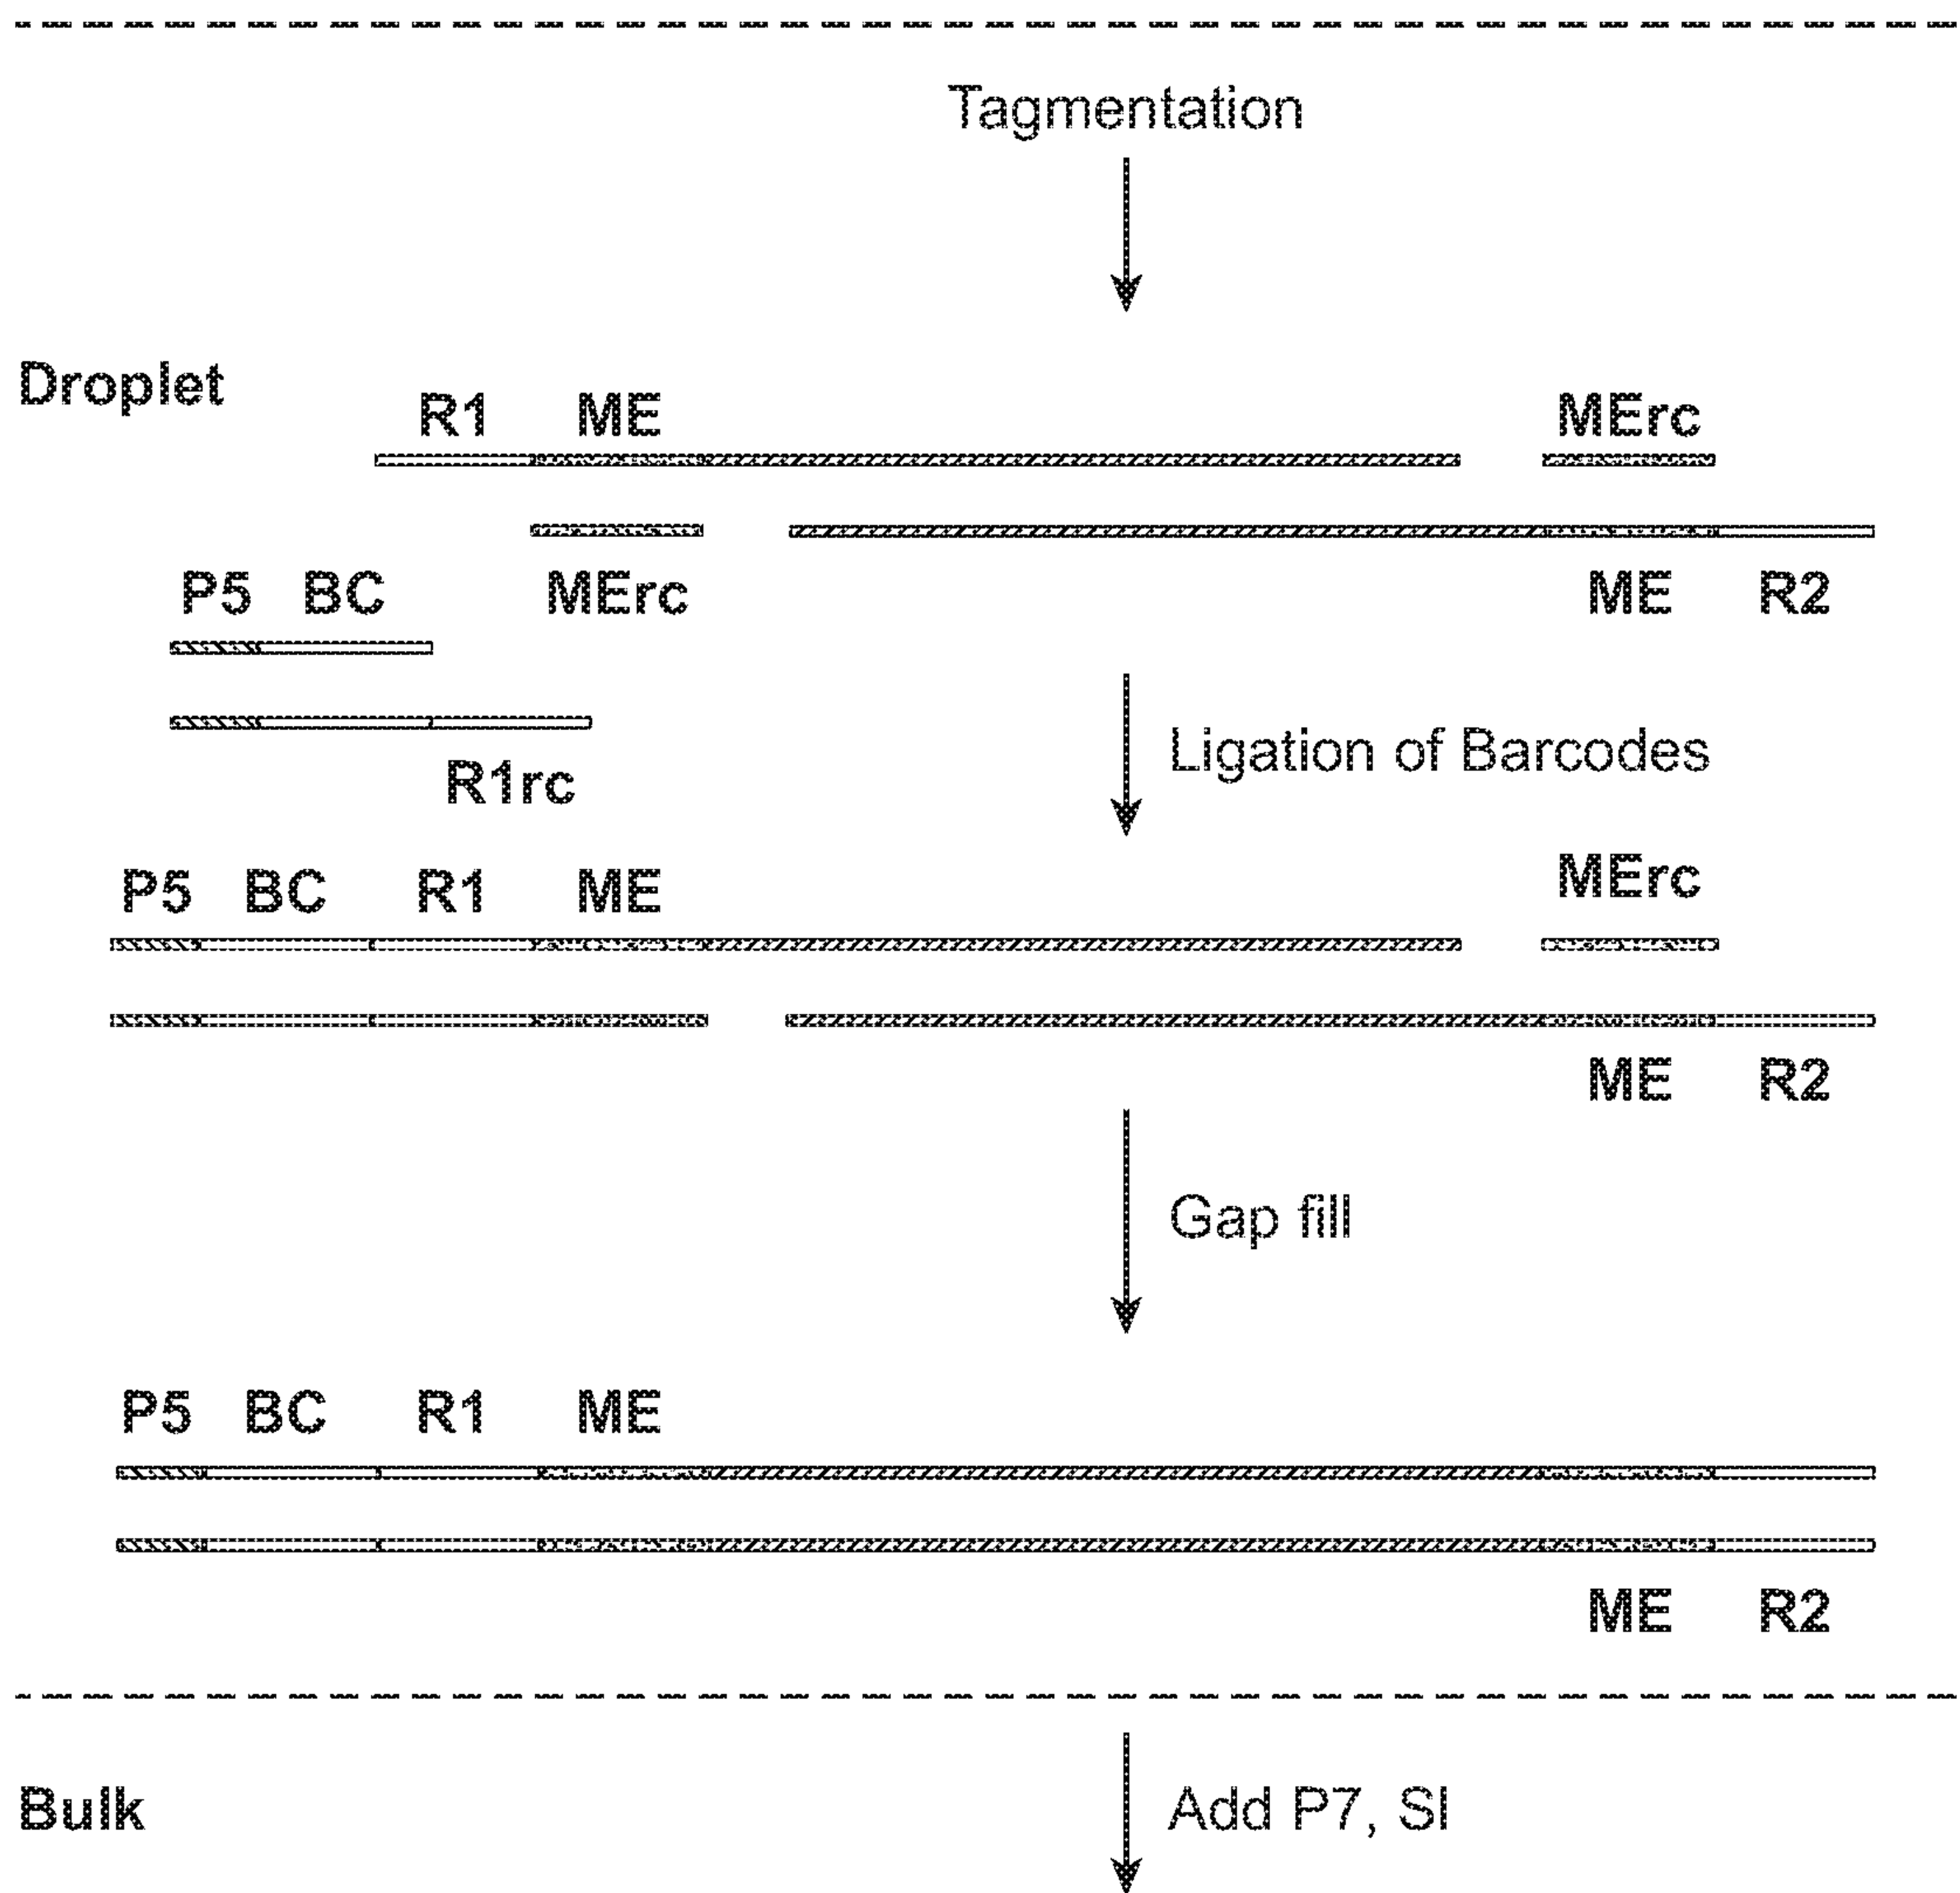 Tagmentation
Droplet
R1 ME MErc
P5 BC MErc ME R2
R1rc
Ligation of Barcodes
P5 BC R1 ME MErc
ME R2
Gap fill
P5 BC R1 ME
ME R2
Bulk
Add P7, SI